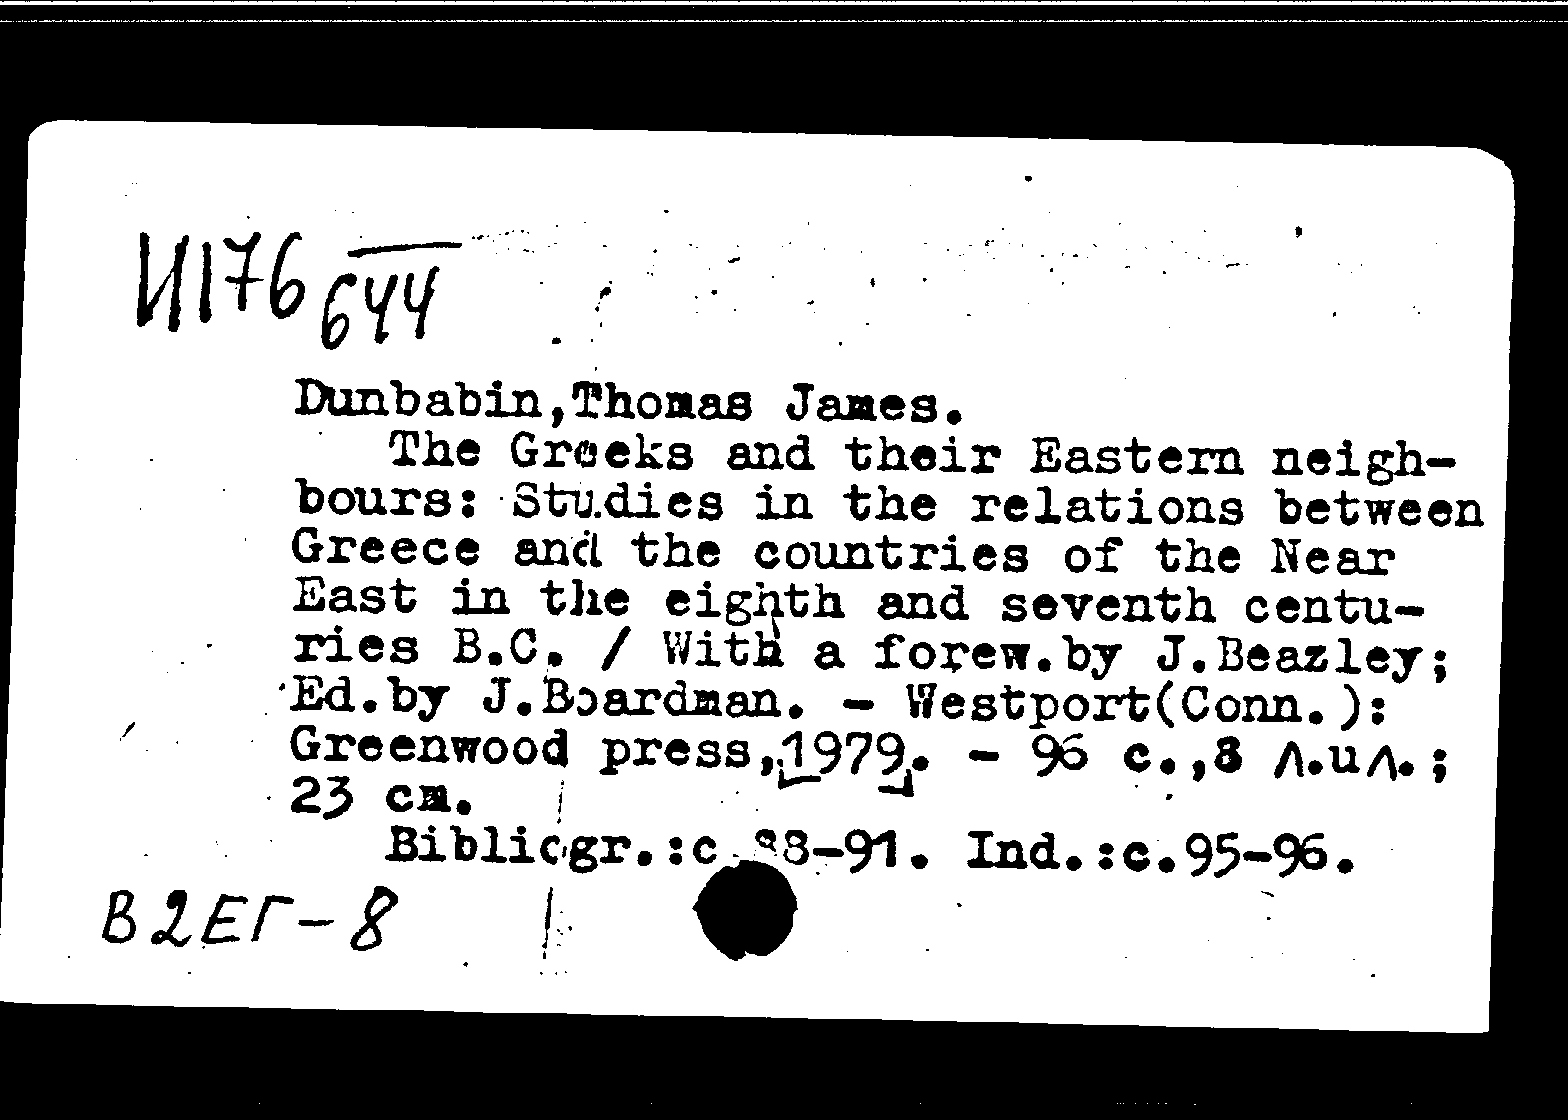 И176 644
Dunbabin,Thomas James.
The Greeks and their Eastern neigh-
bours: Studies in the relations between
Greece and the countries of the Near
East in the eighth and seventh centu-
ries B.C. / With a forew.by J.Beazley;
Ed.by J.Boardman. - Westport(Conn.):
Greenwood press,1979. - 96 c.,8 л.ил.;
23 cm.
Bibliogr.:c 88-91. Ind.:c.95-96.
В2ЕГ-8